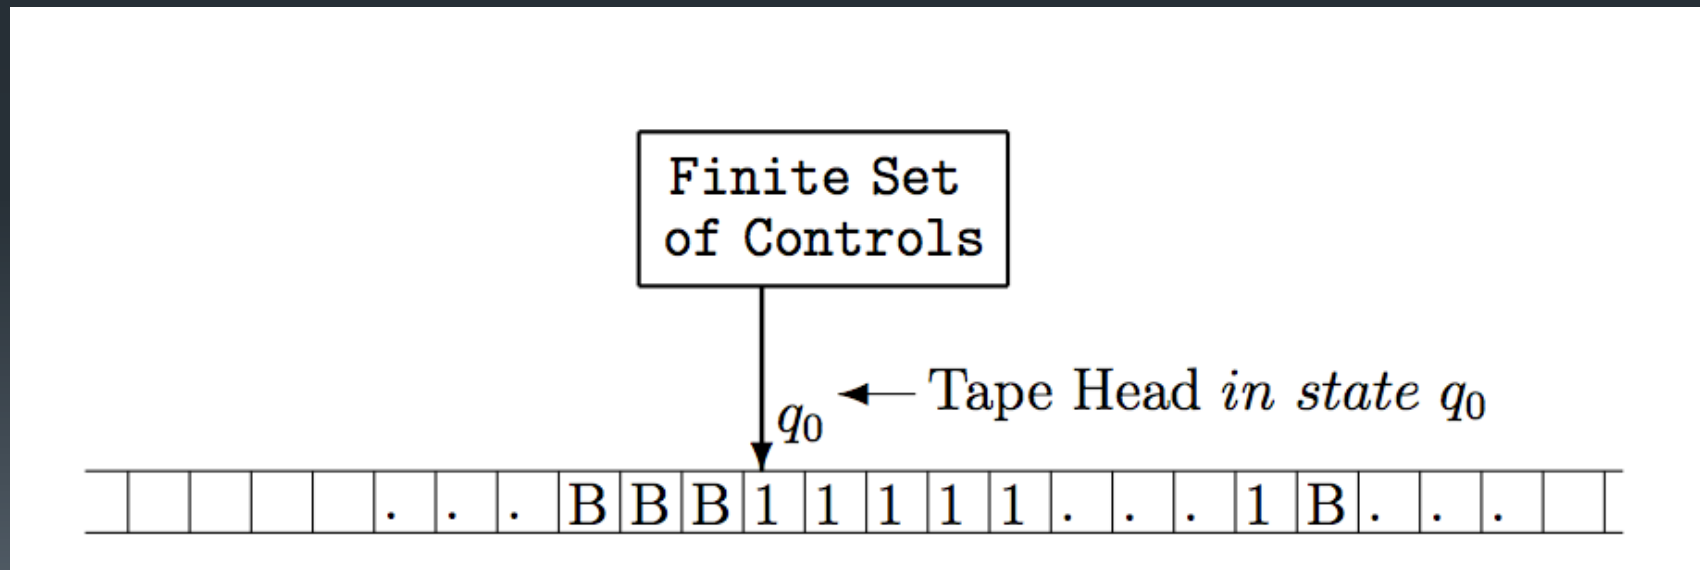 Finite Set
of Controls
q₀ Tape Head in state q₀
. . . B B B 1 1 1 1 1 . . . 1 B . . .